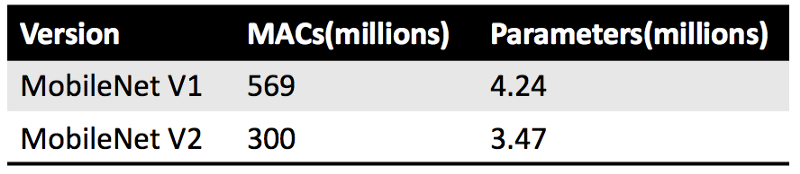 Version MACs(millions) Parameters(millions)
MobileNet V1 569 4.24
MobileNet V2 300 3.47